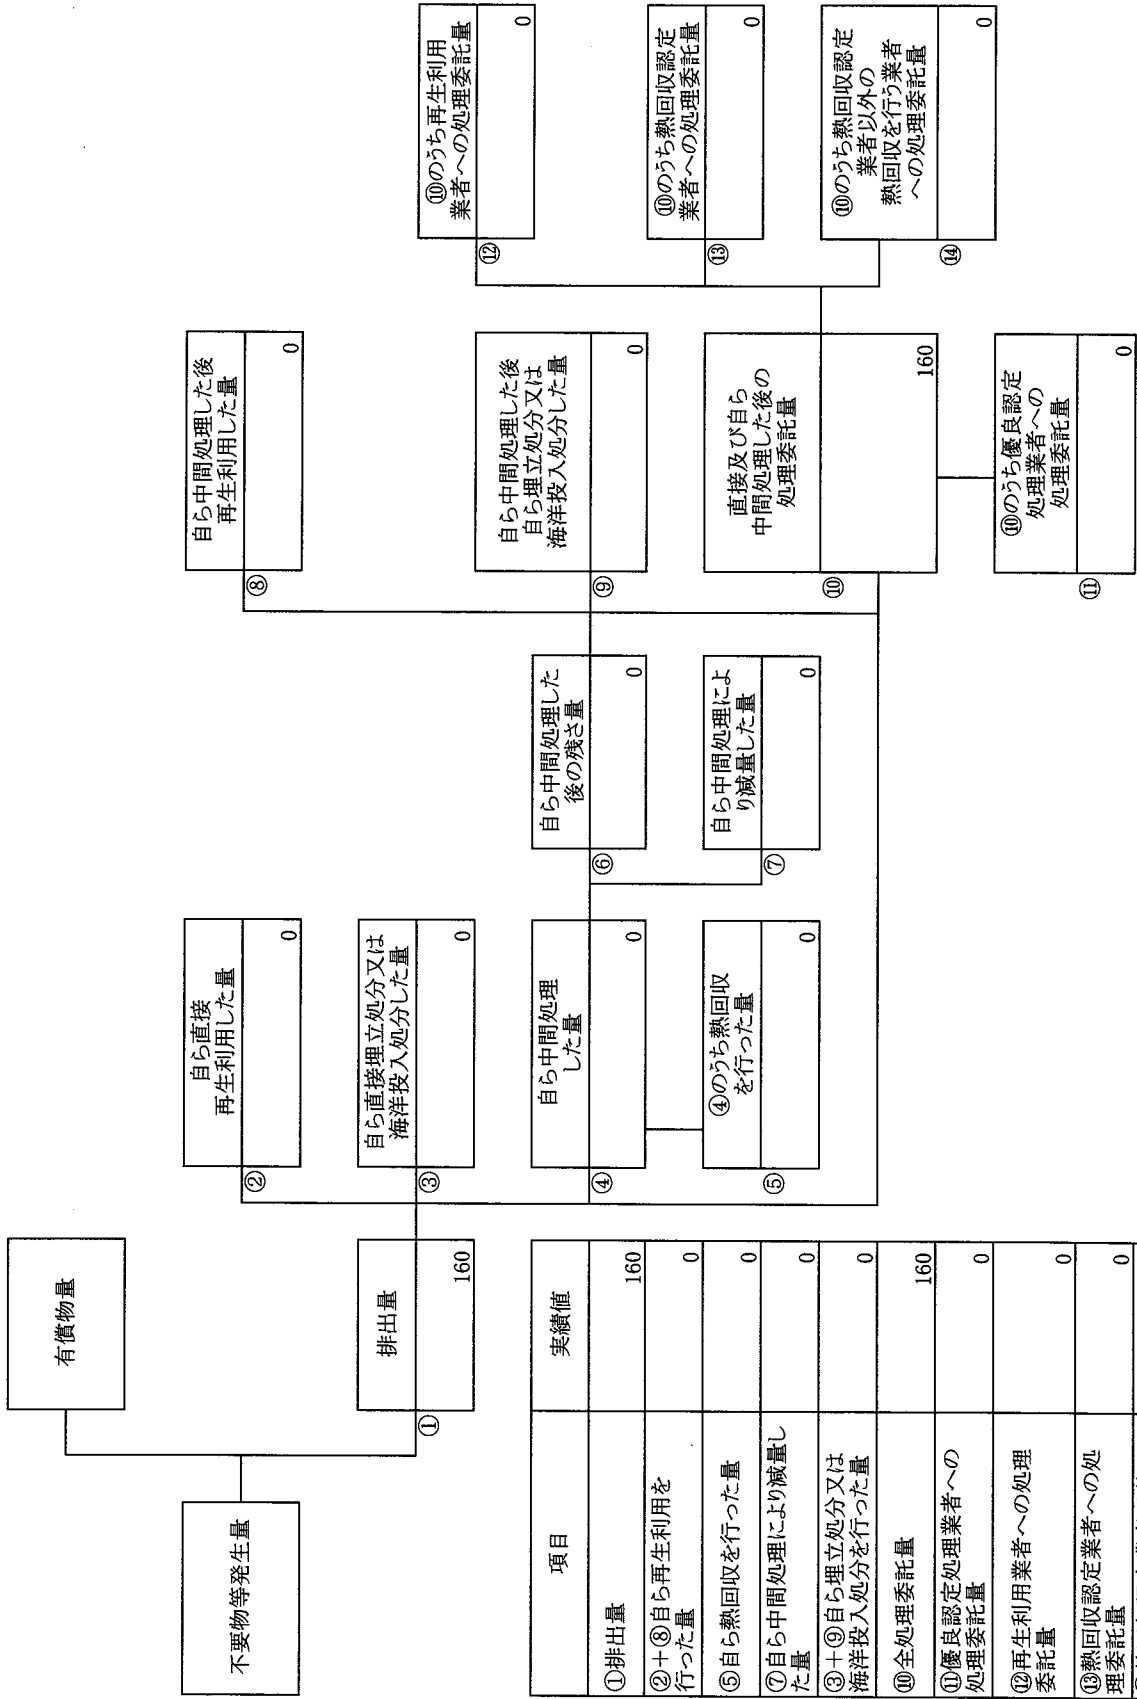 不要物等発生量
有償物量
①
排出量
160
②
自ら直接
再生利用した量
0
③
自ら直接埋立処分又は
海洋投入処分した量
0
④
自ら中間処理
した量
0
⑤
④のうち熱回収
を行った量
0
⑥
自ら中間処理した
後の残さ量
0
⑦
自ら中間処理によ
り減量した量
0
⑧
自ら中間処理した後
再生利用した量
0
⑨
自ら中間処理した後
自ら埋立処分又は
海洋投入処分した量
0
⑩
直接及び自ら
中間処理した後の
処理委託量
160
⑪
⑩のうち優良認定
処理業者への
処理委託量
0
⑫
⑩のうち再生利用
業者への処理委託量
0
⑬
⑩のうち熱回収認定
業者への処理委託量
0
⑭
⑩のうち熱回収認定
業者以外の
熱回収を行う業者
への処理委託量
0
項目 実績値
①排出量 160
②+⑧自ら再生利用を
行った量 0
⑤自ら熱回収を行った量 0
⑦自ら中間処理により減量し
た量 0
③+⑨自ら埋立処分又は
海洋投入処分を行った量 0
⑩全処理委託量 160
⑪優良認定処理業者への
処理委託量 0
⑫再生利用業者への処理
委託量 0
⑬熱回収認定業者への処
理委託量 0